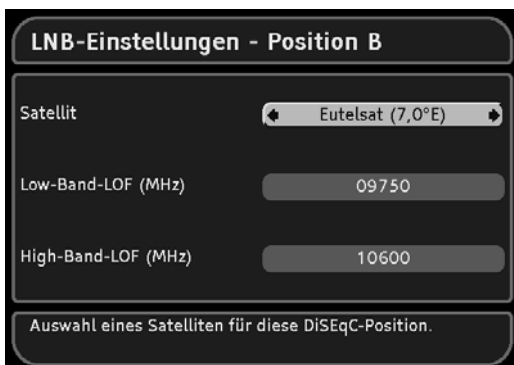 LNB-Einstellungen - Position B
Satellit Eutelsat (7,0°E)
Low-Band-LOF (MHz) 09750
High-Band-LOF (MHz) 10600
Auswahl eines Satelliten für diese DiSEqC-Position.